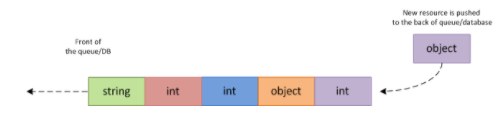 New resource is pushed
to the back of queue/database
Front of
the queue/DB
object
string int int object int